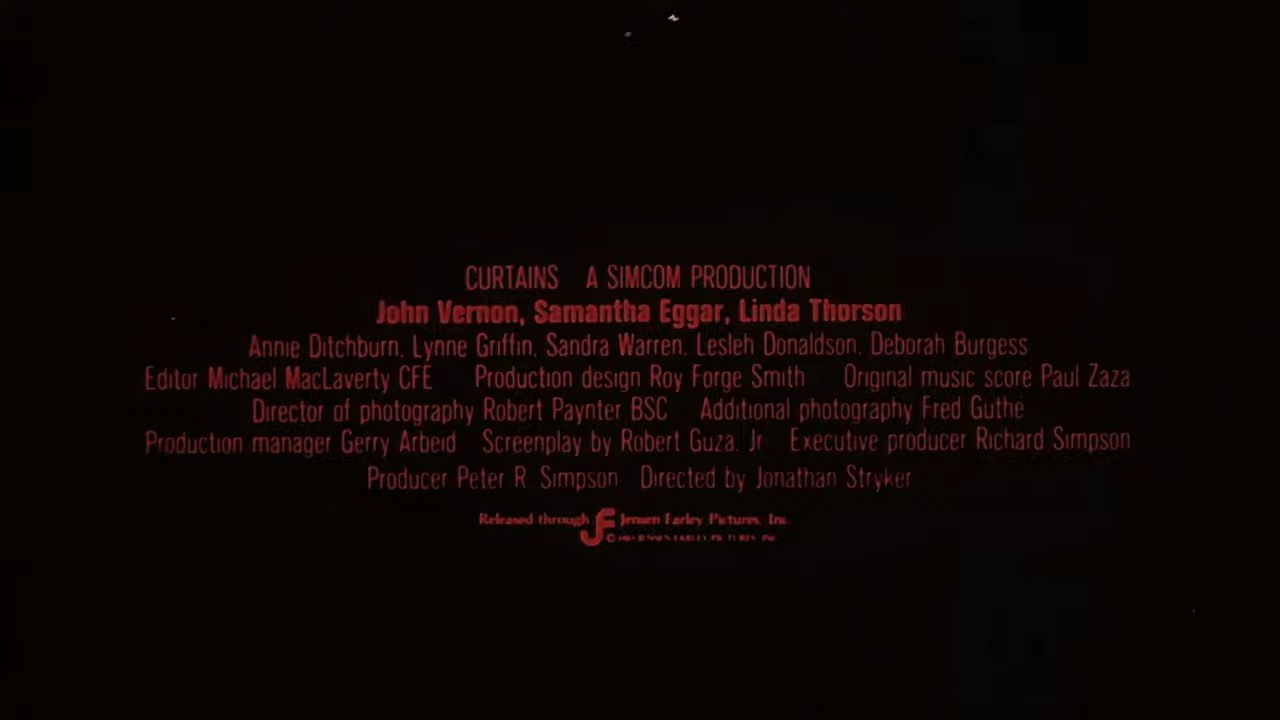 CURTAINS A SIMCOM PRODUCTION
John Vernon, Samantha Eggar, Linda Thorson
Annie Ditchburn, Lynne Griffin, Sandra Warren, Lesleh Donaldson, Deborah Burgess
Editor Michael MacLaverty CFE Production design Roy Forge Smith Original music score Paul Zaza
Director of photography Robert Paynter BSC Additional photography Fred Guthe
Production manager Gerry Arbeid Screenplay by Robert Guza, Jr Executive producer Richard Simpson
Producer Peter R Simpson Directed by Jonathan Stryker
Released through JF Jensen Farley Pictures, Inc.